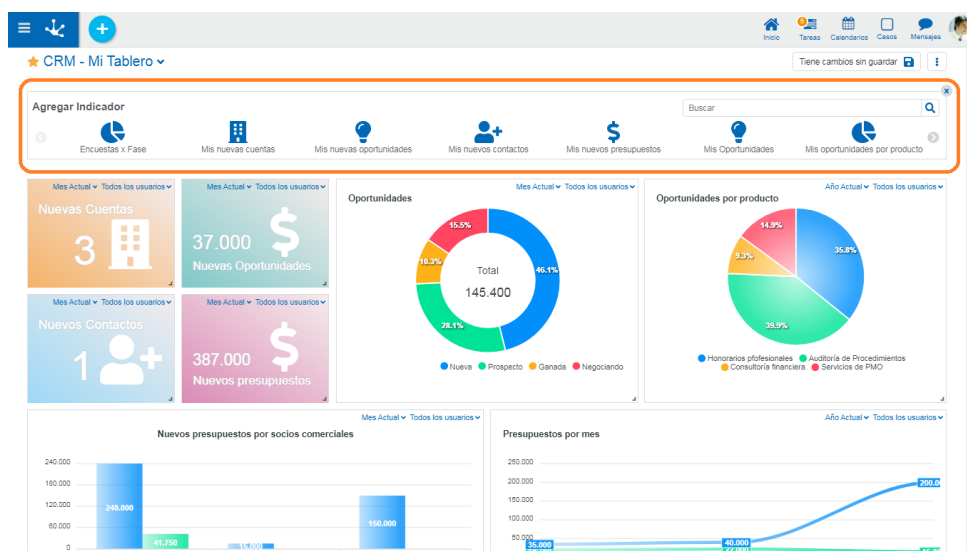 Inicio
5
Tareas
Calendarios
Casos
Mensajes
CRM - Mi Tablero
Tiene cambios sin guardar
Agregar Indicador
Buscar
x
Encuestas x Fase
Mis nuevas cuentas
Mis nuevas oportunidades
Mis nuevos contactos
Mis nuevos presupuestos
Mis Oportunidades
Mis oportunidades por producto
Mes Actual Todos los usuarios
Nuevas Cuentas
3
Mes Actual Todos los usuarios
37.000
Nuevas Oportunidades
Mes Actual Todos los usuarios
Nuevos Contactos
1
Mes Actual Todos los usuarios
387.000
Nuevos presupuestos
Mes Actual Todos los usuarios
Oportunidades
15.5%
10.3%
Total
46.1%
145.400
28.1%
Nueva Prospecto Ganada Negociando
Año Actual Todos los usuarios
Oportunidades por producto
14.9%
35.8%
9.3%
39.9%
Honorarios pfofesionales Auditoría de Procedimientos
Consultoría financiera Servicios de PMO
Mes Actual Todos los usuarios
Nuevos presupuestos por socios comerciales
240.000
180.000
120.000
60.000
0
240.000
41.750
15.000
150.000
Año Actual Todos los usuarios
Presupuestos por mes
250.000
200.000
150.000
100.000
50.000
35.000
40.000